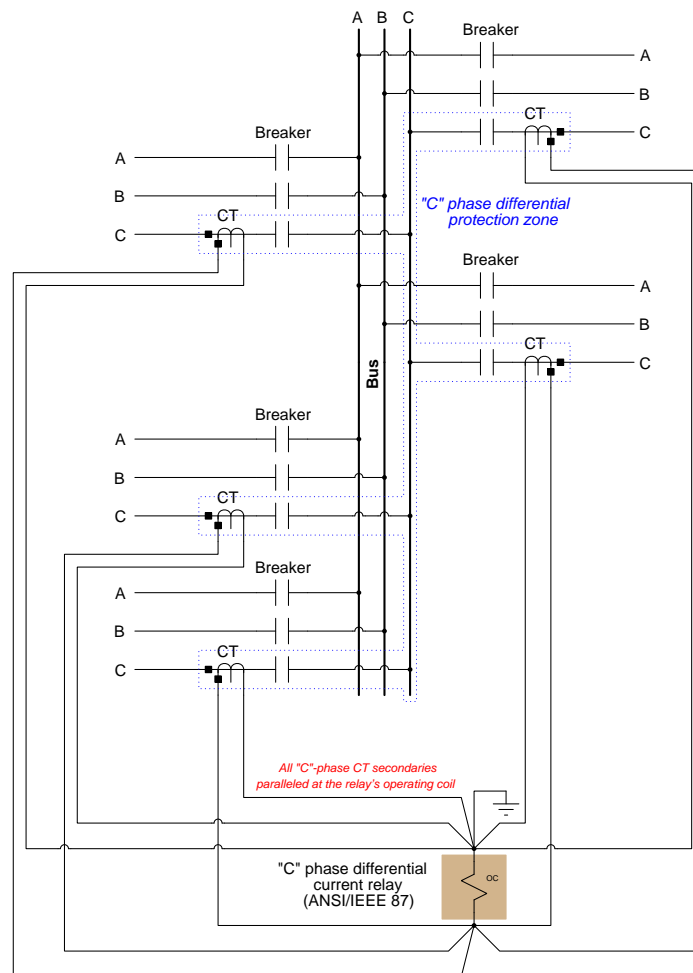 A B C
Breaker
A
B
CT
C
Breaker
A
B
CT
C
"C" phase differential
protection zone
Breaker
A
B
CT
C
Bus
Breaker
A
B
CT
C
Breaker
A
B
CT
C
All "C"-phase CT secondaries
paralleled at the relay's operating coil
"C" phase differential
current relay
(ANSI/IEEE 87)
OC